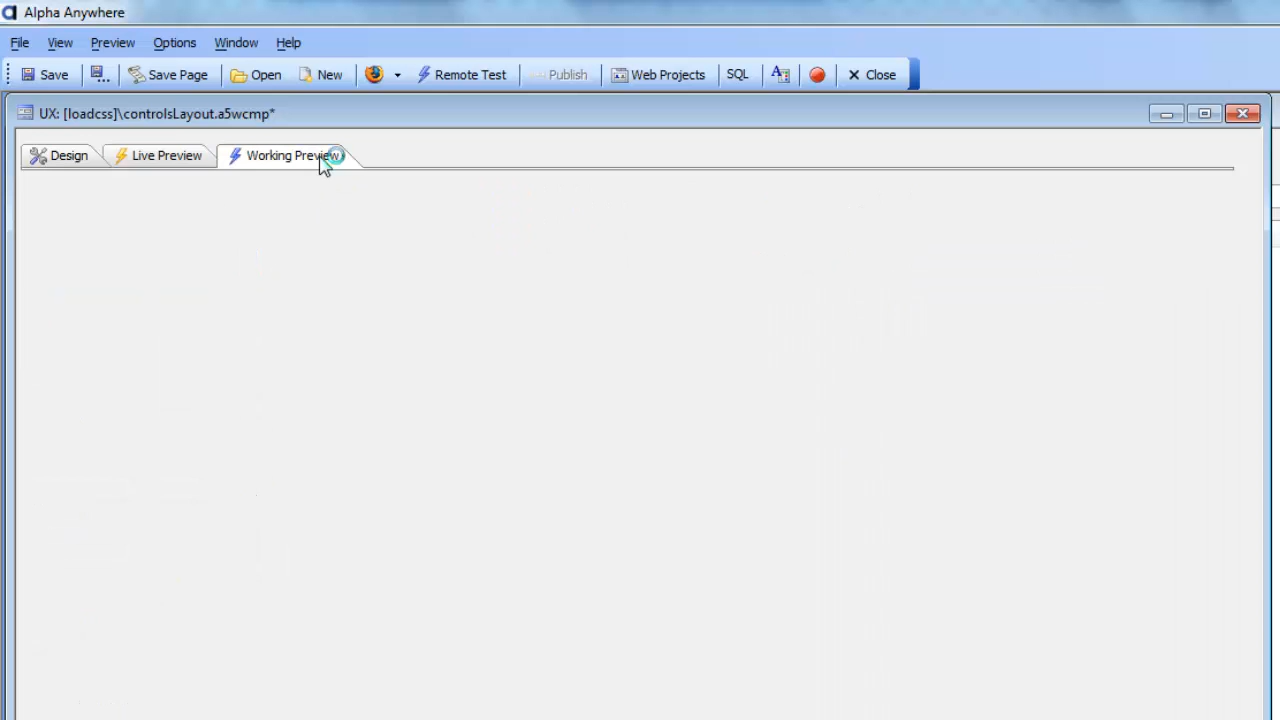 Alpha Anywhere
File View Preview Options Window Help
Save Save Page Open New Remote Test Publish Web Projects SQL Close
UX: [loadcss]\controlsLayout.a5wcmp*
Design Live Preview Working Preview